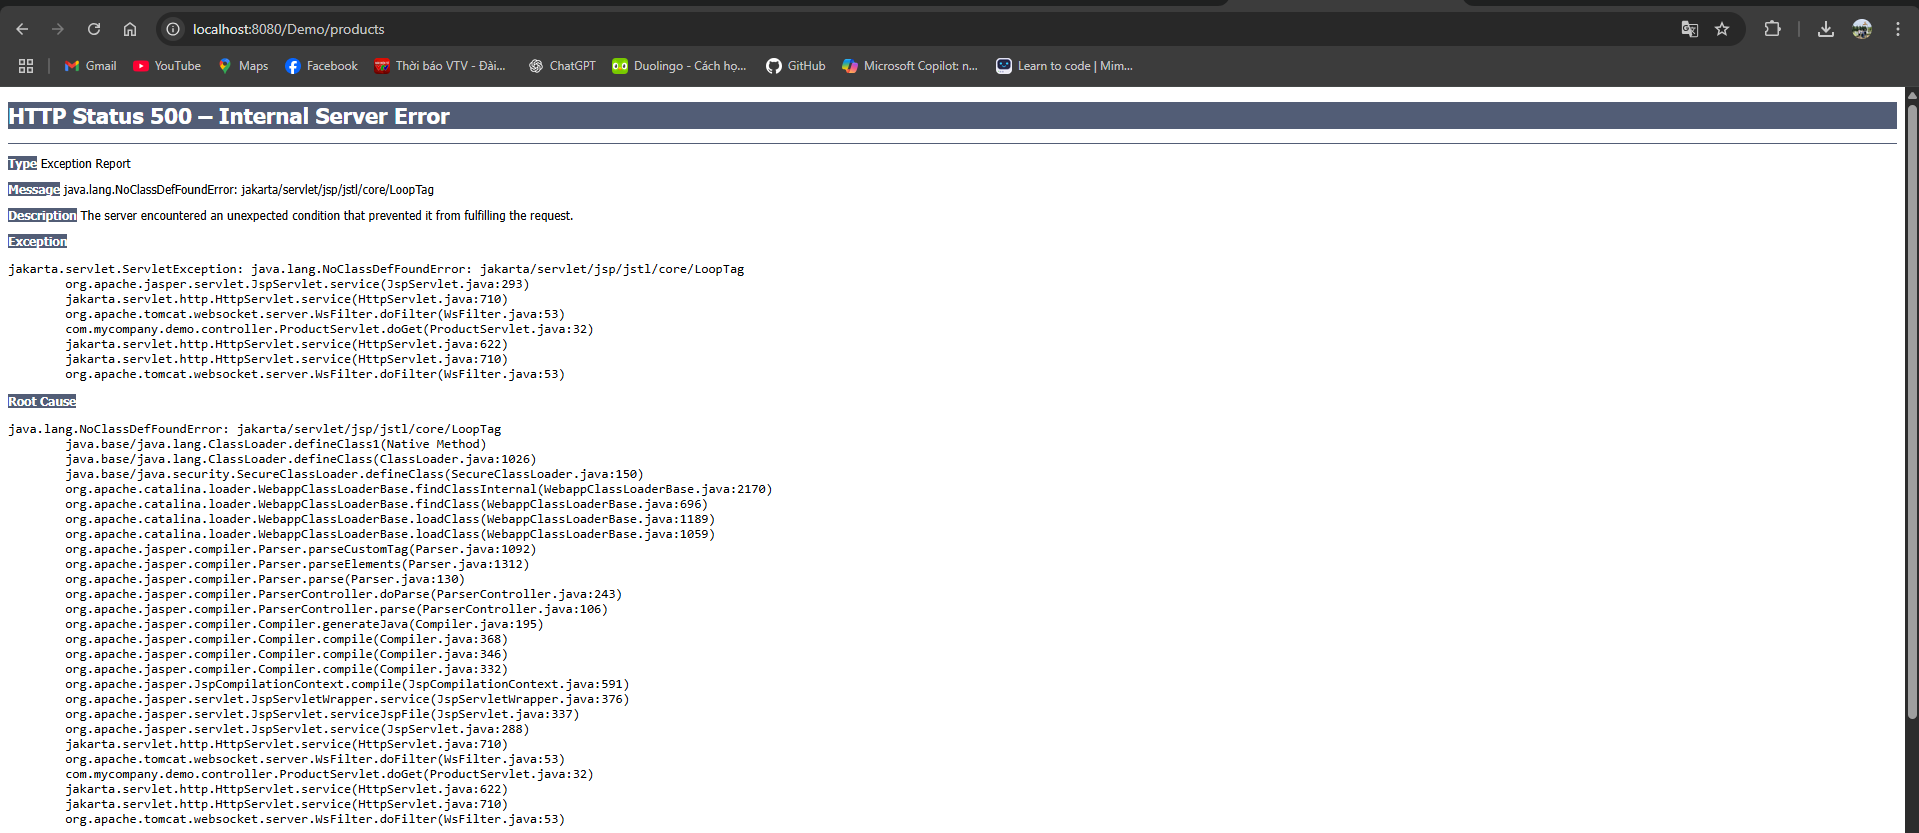 localhost:8080/Demo/products
Gmail YouTube Maps Facebook Thời báo VTV - Đài... ChatGPT Duolingo - Cách họ... GitHub Microsoft Copilot: n... Learn to code | Mim...
HTTP Status 500 – Internal Server Error
Type Exception Report
Message java.lang.NoClassDefFoundError: jakarta/servlet/jsp/jstl/core/LoopTag
Description The server encountered an unexpected condition that prevented it from fulfilling the request.
Exception
jakarta.servlet.ServletException: java.lang.NoClassDefFoundError: jakarta/servlet/jsp/jstl/core/LoopTag
org.apache.jasper.servlet.JspServlet.service(JspServlet.java:293)
jakarta.servlet.http.HttpServlet.service(HttpServlet.java:710)
org.apache.tomcat.websocket.server.WsFilter.doFilter(WsFilter.java:53)
com.mycompany.demo.controller.ProductServlet.doGet(ProductServlet.java:32)
jakarta.servlet.http.HttpServlet.service(HttpServlet.java:622)
jakarta.servlet.http.HttpServlet.service(HttpServlet.java:710)
org.apache.tomcat.websocket.server.WsFilter.doFilter(WsFilter.java:53)
Root Cause
java.lang.NoClassDefFoundError: jakarta/servlet/jsp/jstl/core/LoopTag
java.base/java.lang.ClassLoader.defineClass1(Native Method)
java.base/java.lang.ClassLoader.defineClass(ClassLoader.java:1026)
java.base/java.security.SecureClassLoader.defineClass(SecureClassLoader.java:150)
org.apache.catalina.loader.WebappClassLoaderBase.findClassInternal(WebappClassLoaderBase.java:2170)
org.apache.catalina.loader.WebappClassLoaderBase.findClass(WebappClassLoaderBase.java:696)
org.apache.catalina.loader.WebappClassLoaderBase.loadClass(WebappClassLoaderBase.java:1189)
org.apache.catalina.loader.WebappClassLoaderBase.loadClass(WebappClassLoaderBase.java:1059)
org.apache.jasper.compiler.Parser.parseCustomTag(Parser.java:1092)
org.apache.jasper.compiler.Parser.parseElements(Parser.java:1312)
org.apache.jasper.compiler.Parser.parse(Parser.java:130)
org.apache.jasper.compiler.ParserController.doParse(ParserController.java:243)
org.apache.jasper.compiler.ParserController.parse(ParserController.java:106)
org.apache.jasper.compiler.Compiler.generateJava(Compiler.java:195)
org.apache.jasper.compiler.Compiler.compile(Compiler.java:368)
org.apache.jasper.compiler.Compiler.compile(Compiler.java:346)
org.apache.jasper.compiler.Compiler.compile(Compiler.java:332)
org.apache.jasper.JspCompilationContext.compile(JspCompilationContext.java:591)
org.apache.jasper.servlet.JspServletWrapper.service(JspServletWrapper.java:376)
org.apache.jasper.servlet.JspServlet.serviceJspFile(JspServlet.java:337)
org.apache.jasper.servlet.JspServlet.service(JspServlet.java:288)
jakarta.servlet.http.HttpServlet.service(HttpServlet.java:710)
org.apache.tomcat.websocket.server.WsFilter.doFilter(WsFilter.java:53)
com.mycompany.demo.controller.ProductServlet.doGet(ProductServlet.java:32)
jakarta.servlet.http.HttpServlet.service(HttpServlet.java:622)
jakarta.servlet.http.HttpServlet.service(HttpServlet.java:710)
org.apache.tomcat.websocket.server.WsFilter.doFilter(WsFilter.java:53)